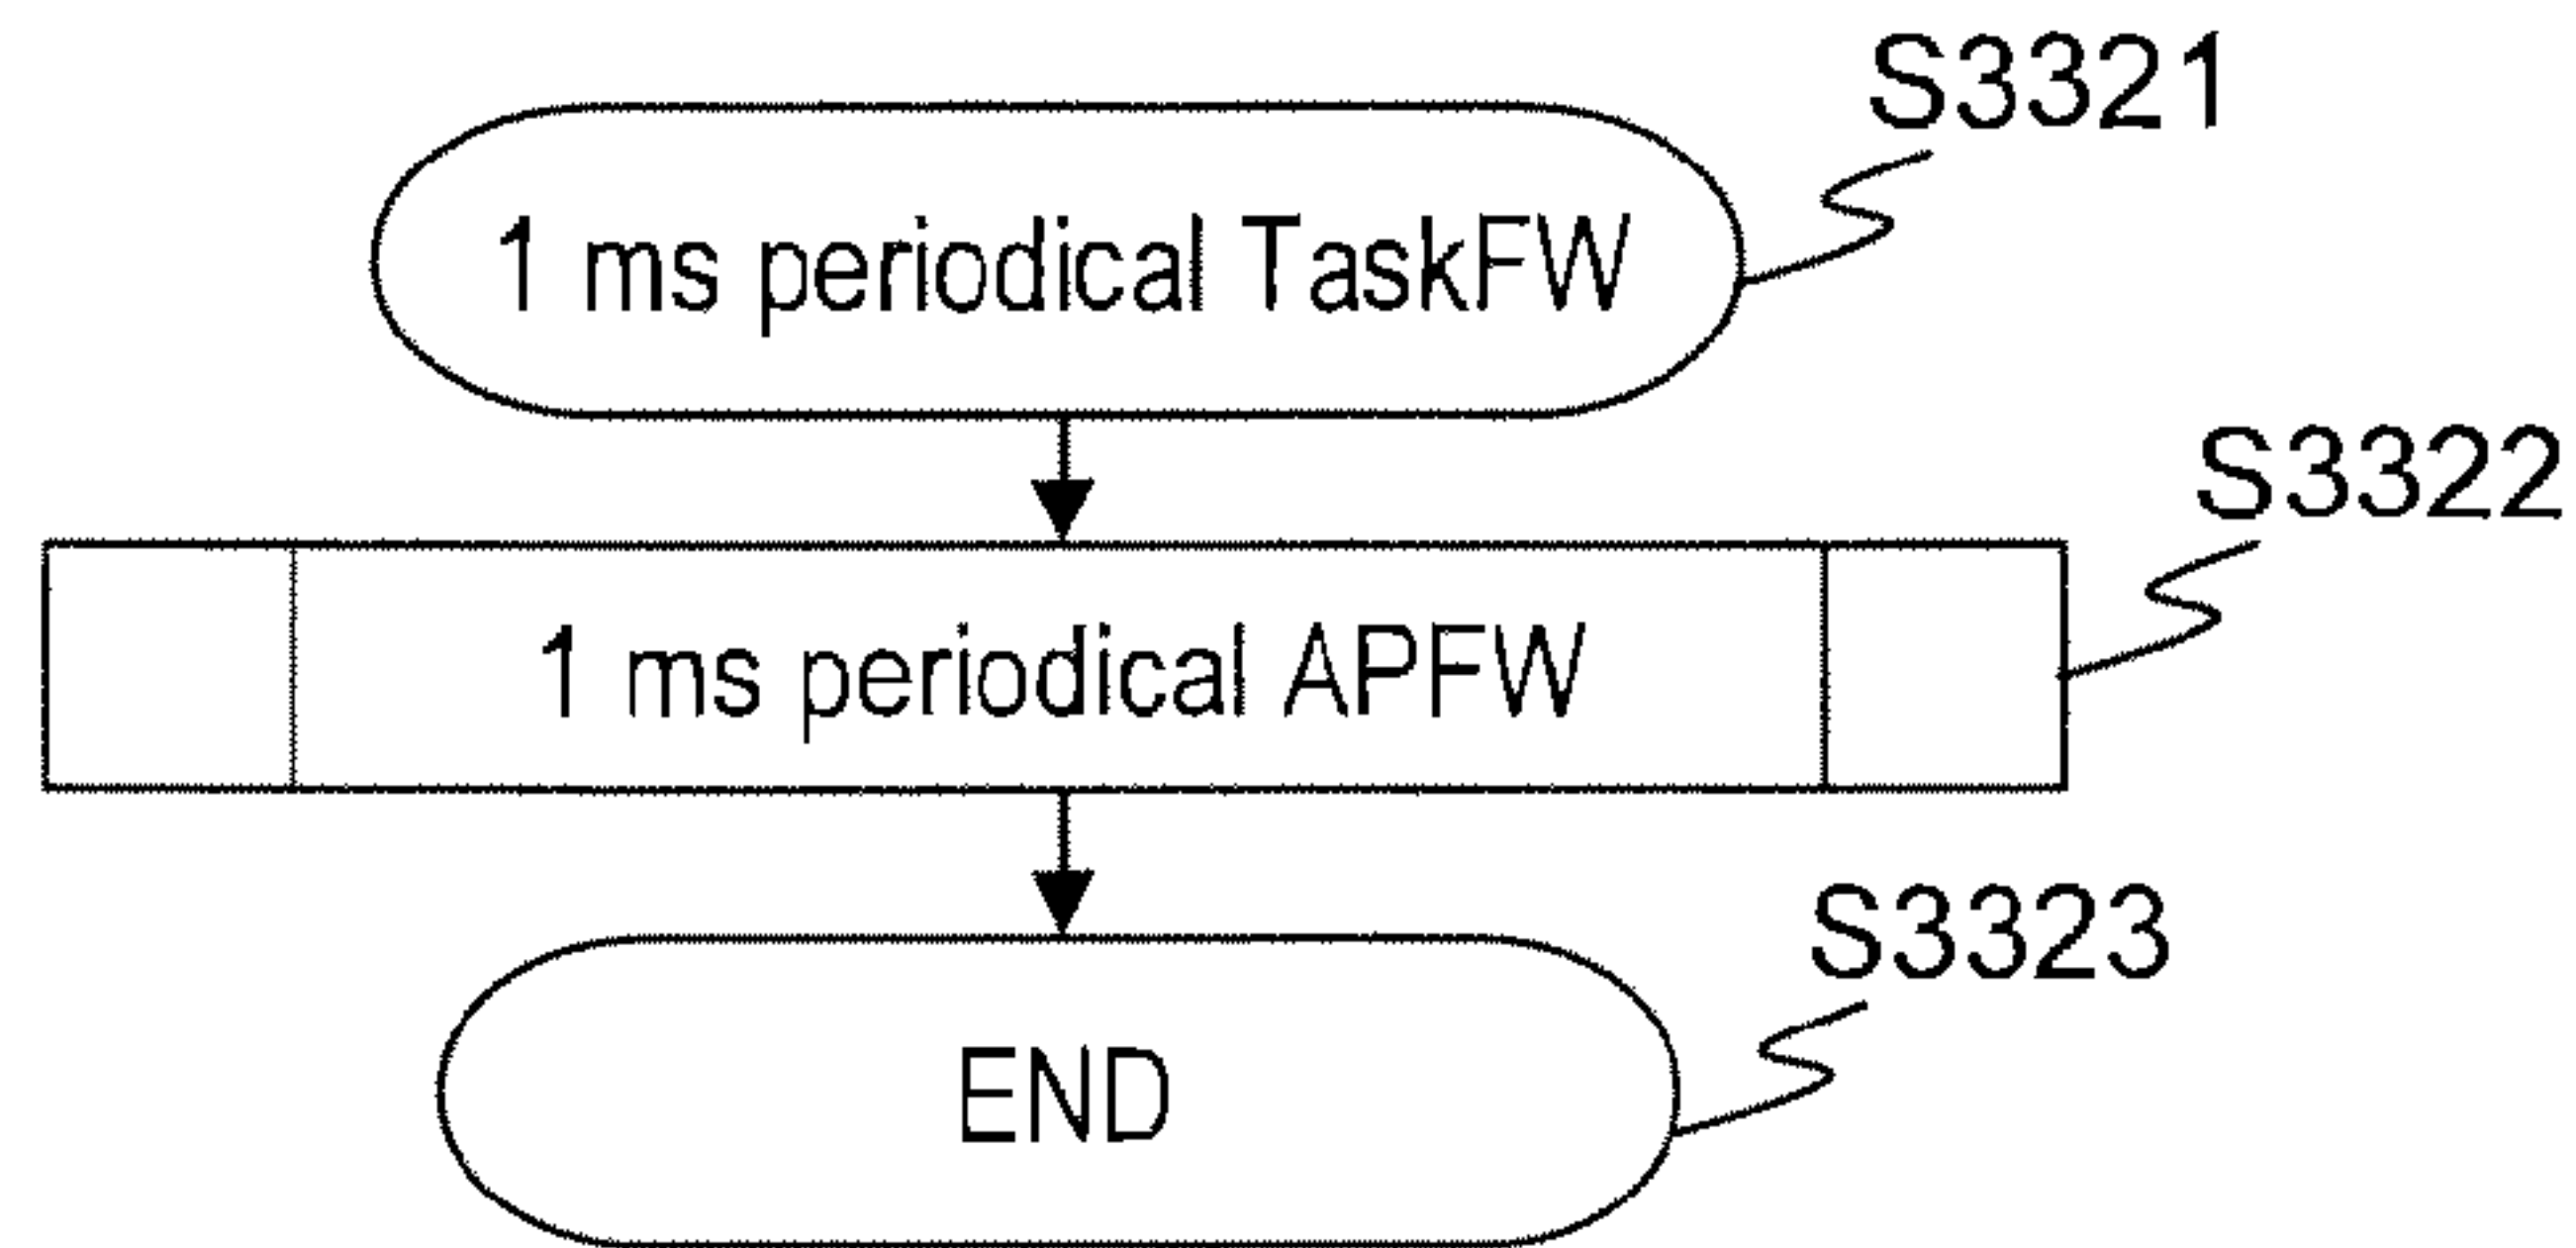 S3321
1 ms periodical TaskFW
S3322
1 ms periodical APFW
S3323
END